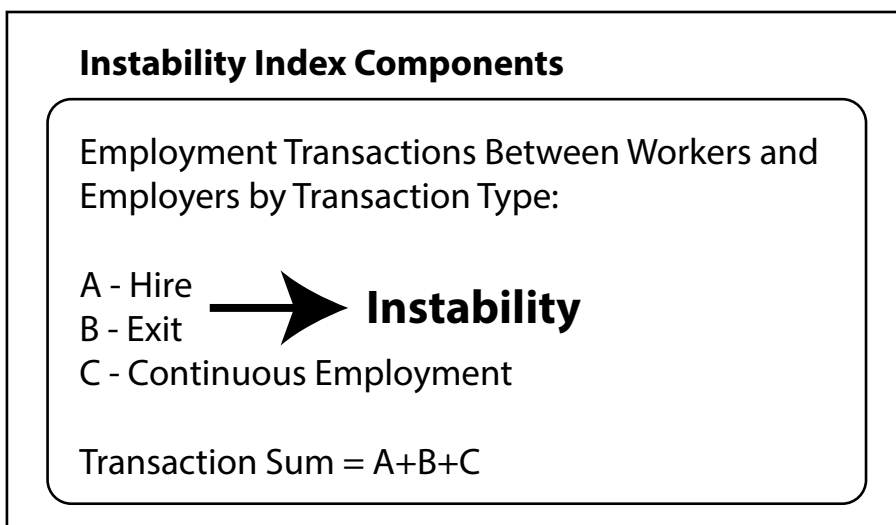 Instability Index Components
Employment Transactions Between Workers and
Employers by Transaction Type:
A - Hire
B - Exit
Instability
C - Continuous Employment
Transaction Sum = A+B+C